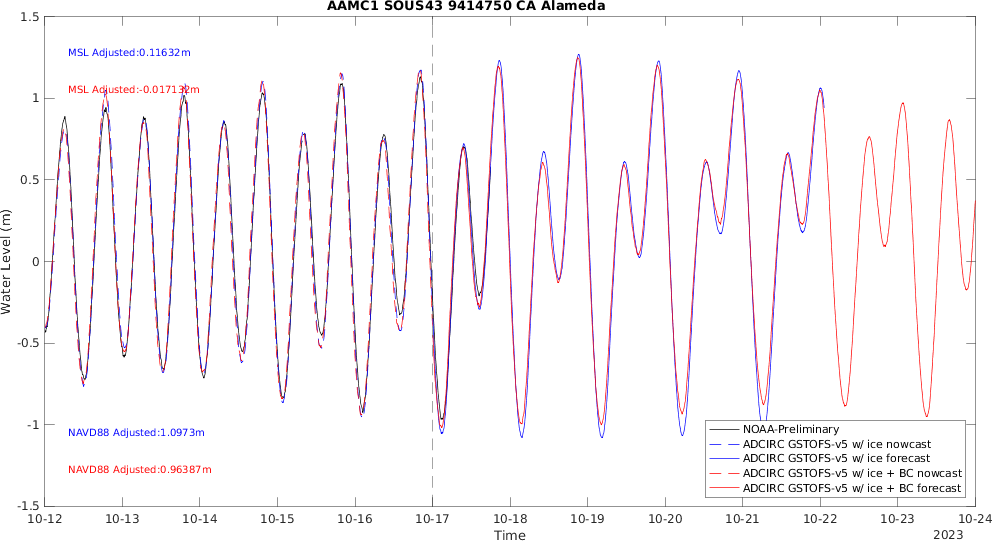 AAMC1 SOUS43 9414750 CA Alameda
1.5
1
0.5
0
-0.5
-1
-1.5
Water Level (m)
MSL Adjusted:0.11632m
MSL Adjusted:-0.017132m
NAVD88 Adjusted:1.0973m
NAVD88 Adjusted:0.96387m
NOAA-Preliminary
ADCIRC GSTOFS-v5 w/ ice nowcast
ADCIRC GSTOFS-v5 w/ ice forecast
ADCIRC GSTOFS-v5 w/ ice + BC nowcast
ADCIRC GSTOFS-v5 w/ ice + BC forecast
10-12 10-13 10-14 10-15 10-16 10-17 10-18 10-19 10-20 10-21 10-22 10-23 10-24
Time
2023